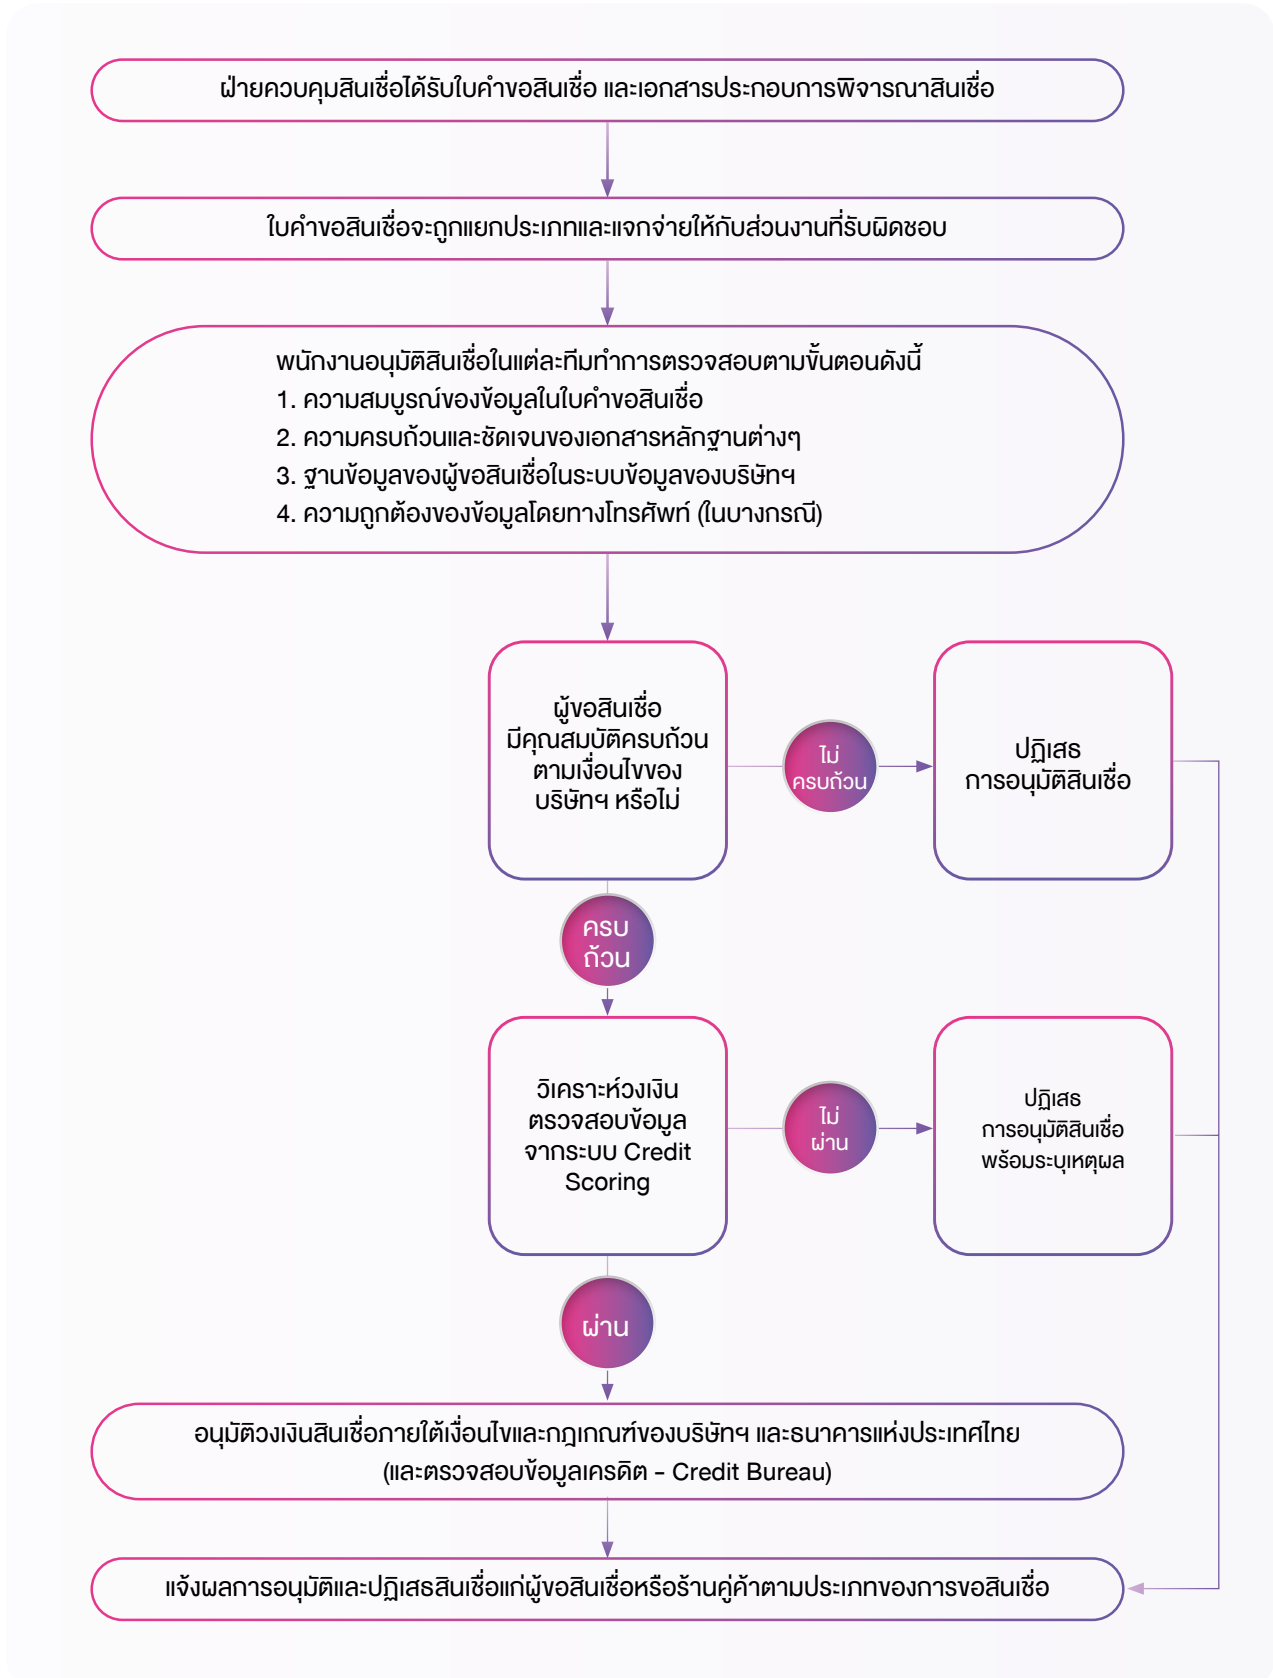 ฝ่ายควบคุมสินเชื่อได้รับใบคำขอสินเชื่อ และเอกสารประกอบการพิจารณาสินเชื่อ
ใบคำขอสินเชื่อจะถูกแยกประเภทและแจกจ่ายให้กับส่วนงานที่รับผิดชอบ
พนักงานอนุมัติสินเชื่อในแต่ละทีมทำการตรวจสอบตามขั้นตอนดังนี้
1. ความสมบูรณ์ของข้อมูลในใบคำขอสินเชื่อ
2. ความครบถ้วนและชัดเจนของเอกสารหลักฐานต่างๆ
3. ฐานข้อมูลของผู้ขอสินเชื่อในระบบข้อมูลของบริษัทฯ
4. ความถูกต้องของข้อมูลโดยทางโทรศัพท์ (ในบางกรณี)
ผู้ขอสินเชื่อ
มีคุณสมบัติครบถ้วน
ตามเงื่อนไขของ
บริษัทฯ หรือไม่
ไม่
ครบถ้วน
ปฏิเสธ
การอนุมัติสินเชื่อ
ครบ
ถ้วน
วิเคราะห์วงเงิน
ตรวจสอบข้อมูล
จากระบบ Credit
Scoring
ไม่
ผ่าน
ปฏิเสธ
การอนุมัติสินเชื่อ
พร้อมระบุเหตุผล
ผ่าน
อนุมัติวงเงินสินเชื่อภายใต้เงื่อนไขและกฎเกณฑ์ของบริษัทฯ และธนาคารแห่งประเทศไทย
(และตรวจสอบข้อมูลเครดิต - Credit Bureau)
แจ้งผลการอนุมัติและปฏิเสธสินเชื่อแก่ผู้ขอสินเชื่อหรือร้านคู่ค้าตามประเภทของการขอสินเชื่อ